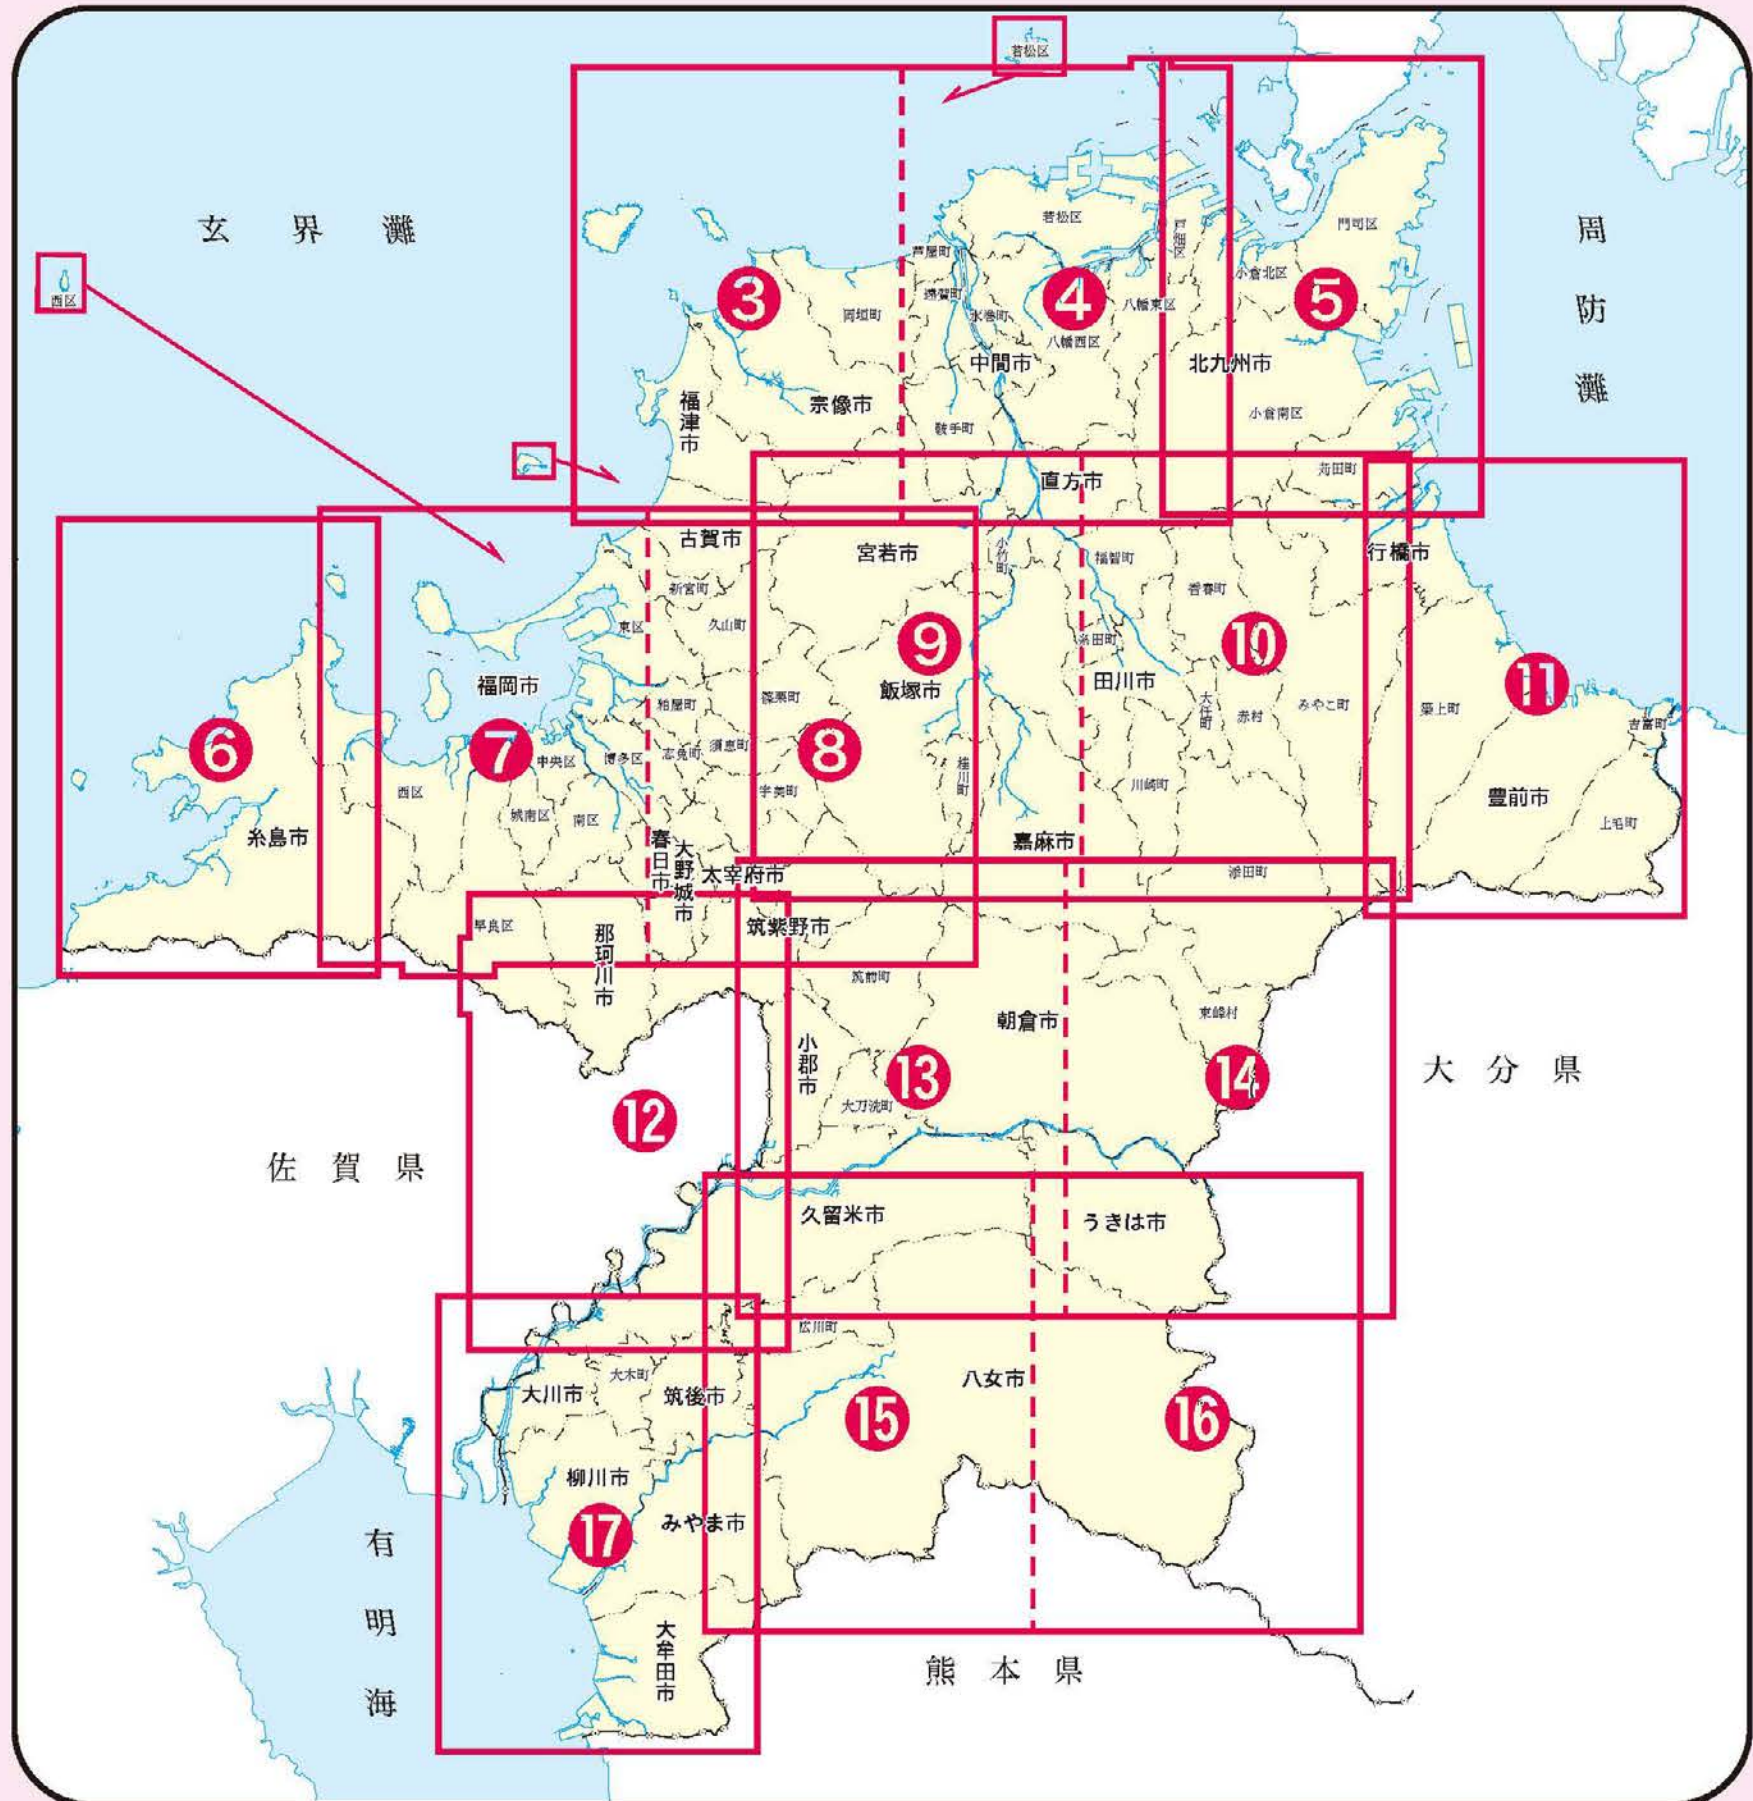 若松区
玄界灘
周防灘
西区
若松区
戸畑区
門司区
芦屋町
小倉北区
遠賀町
岡垣町
水巻町
八幡東区
八幡西区
3
4
5
中間市
北九州市
福津市
宗像市
鞍手町
小倉南区
苅田町
直方市
古賀市
宮若市
小竹町
福智町
行橋市
新宮町
香春町
東区
久山町
糸田町
9
10
福岡市
飯塚市
田川市
11
篠栗町
粕屋町
大任町
赤村
みやこ町
築上町
吉富町
6
7
8
中央区
博多区
志免町
須恵町
桂川町
川崎町
西区
宇美町
城南区
南区
豊前市
上毛町
糸島市
春日市
大野城市
太宰府市
嘉麻市
添田町
早良区
那珂川市
筑紫野市
筑前町
朝倉市
東峰村
小郡市
13
14
大分県
大刀洗町
12
佐賀県
久留米市
うきは市
広川町
大木町
大川市
筑後市
八女市
15
16
柳川市
みやま市
17
有明海
大牟田市
熊本県